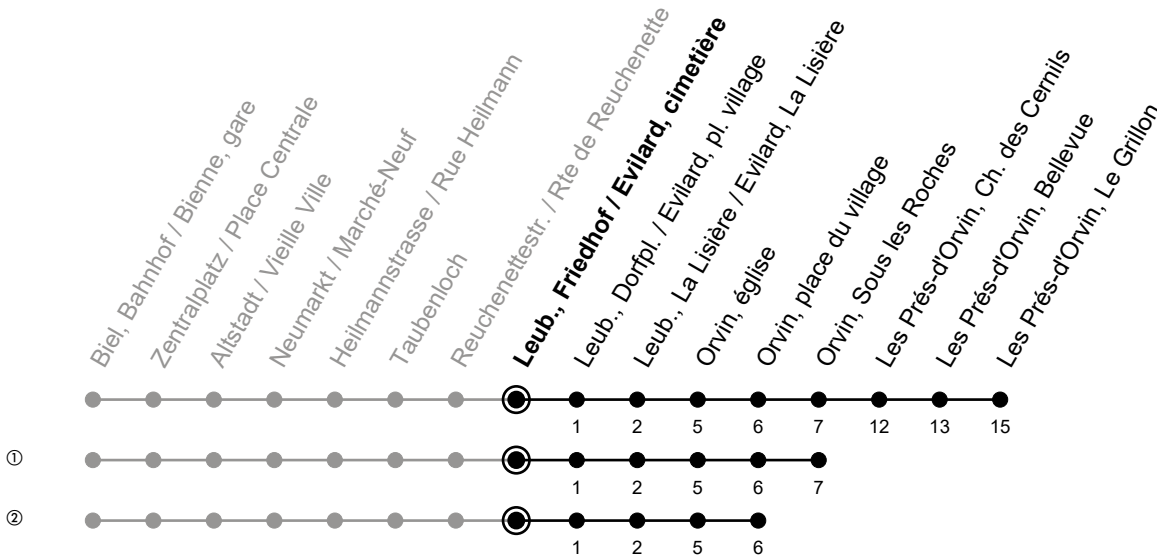 Biel, Bahnhof / Bienne, gare
Zentralplatz / Place Centrale
Altstadt / Vieille Ville
Neumarkt / Marché-Neuf
Heilmannstrasse / Rue Heilmann
Taubenloch
Reuchenettestr. / Rte de Reuchenette
Leub., Friedhof / Evilard, cimetière
Leub., Dorfpl. / Evilard, pl. village
Leub., La Lisière / Evilard, La Lisière
Orvin, église
Orvin, place du village
Orvin, Sous les Roches
Les Prés-d'Orvin, Ch. des Cernils
Les Prés-d'Orvin, Bellevue
Les Prés-d'Orvin, Le Grillon
1 2 5 6 7 12 13 15
①
1 2 5 6 7
②
1 2 5 6